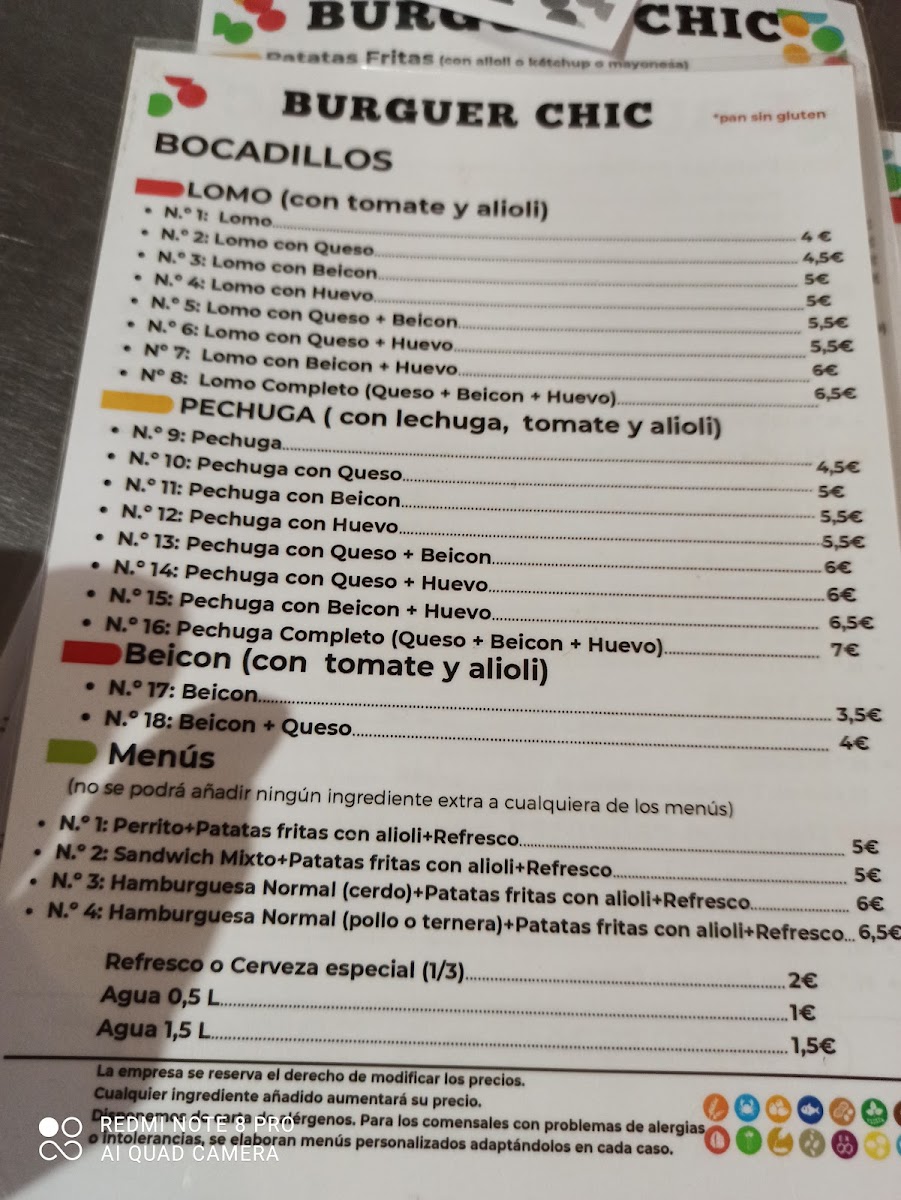 BURGUER CHIC
Patatas Fritas (con alioli o kétchup o mayonesa)
BURGUER CHIC
*pan sin gluten
BOCADILLOS
LOMO (con tomate y alioli)
• N.º 1: Lomo 4 €
• N.º 2: Lomo con Queso 4,5€
• N.º 3: Lomo con Beicon 5€
• N.º 4: Lomo con Huevo 5€
• N.º 5: Lomo con Queso + Beicon 5,5€
• N.º 6: Lomo con Queso + Huevo 5,5€
• Nº 7: Lomo con Beicon + Huevo 6€
• Nº 8: Lomo Completo (Queso + Beicon + Huevo) 6,5€
PECHUGA ( con lechuga, tomate y alioli)
• N.º 9: Pechuga 4,5€
• N.º 10: Pechuga con Queso 5€
• N.º 11: Pechuga con Beicon 5,5€
• N.º 12: Pechuga con Huevo 5,5€
• N.º 13: Pechuga con Queso + Beicon 6€
• N.º 14: Pechuga con Queso + Huevo 6€
• N.º 15: Pechuga con Beicon + Huevo 6,5€
• N.º 16: Pechuga Completo (Queso + Beicon + Huevo) 7€
Beicon (con tomate y alioli)
• N.º 17: Beicon 3,5€
• N.º 18: Beicon + Queso 4€
Menús
(no se podrá añadir ningún ingrediente extra a cualquiera de los menús)
• N.º 1: Perrito+Patatas fritas con alioli+Refresco 5€
• N.º 2: Sandwich Mixto+Patatas fritas con alioli+Refresco 5€
• N.º 3: Hamburguesa Normal (cerdo)+Patatas fritas con alioli+Refresco 6€
• N.º 4: Hamburguesa Normal (pollo o ternera)+Patatas fritas con alioli+Refresco... 6,5€
Refresco o Cerveza especial (1/3) 2€
Agua 0,5 L 1€
Agua 1,5 L 1,5€
La empresa se reserva el derecho de modificar los precios.
Cualquier ingrediente añadido aumentará su precio.
Disponemos de carta de alérgenos. Para los comensales con problemas de alergias
o intolerancias, se elaboran menús personalizados adaptándolos en cada caso.
REDMI NOTE 8 PRO
AI QUAD CAMERA